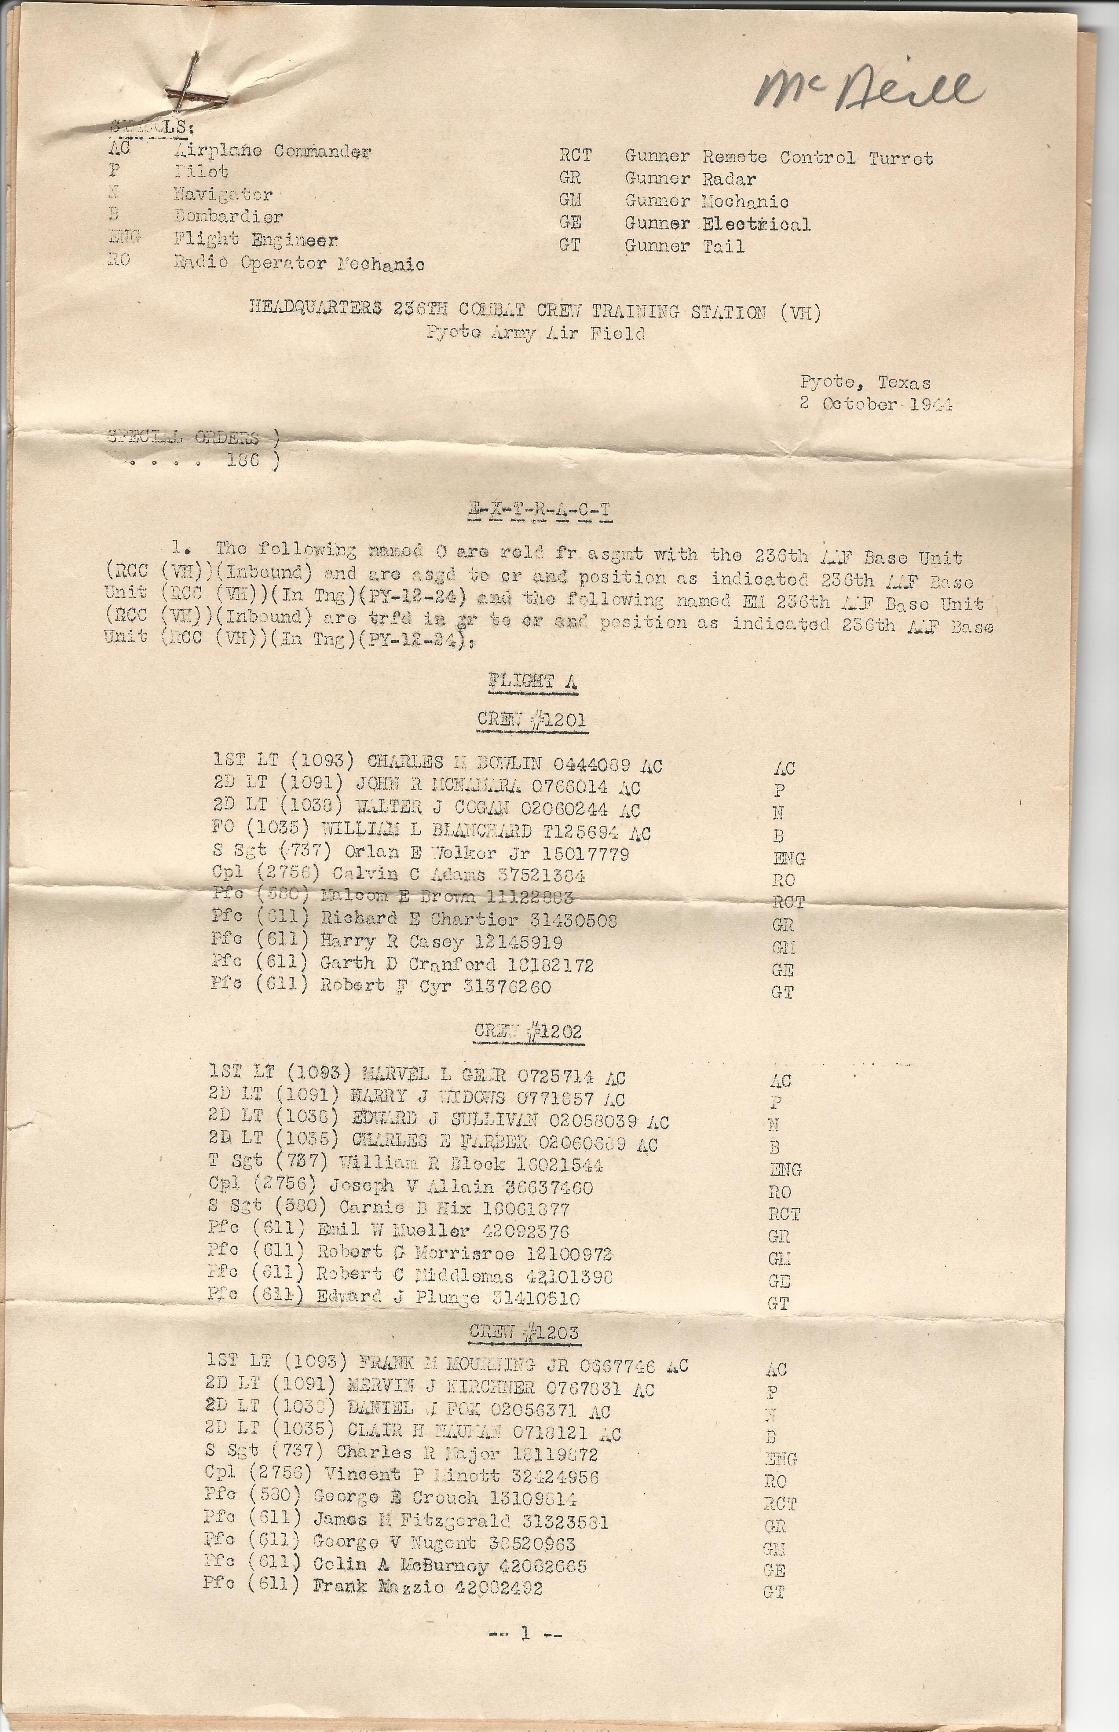 McNeill
SYMBOLS:
AC Airplane Commander
P Pilot
N Navigator
B Bombardier
ENG Flight Engineer
RO Radio Operator Mechanic
RCT Gunner Remote Control Turret
GR Gunner Radar
GM Gunner Mechanic
GE Gunner Electrical
GT Gunner Tail
HEADQUARTERS 236TH COMBAT CREW TRAINING STATION (VH)
Pyote Army Air Field
Pyote, Texas
2 October 1944
SPECIAL ORDERS )
. . . . 186 )
E-X-T-R-A-C-T
1. The following named O are reld fr asgmt with the 236th AAF Base Unit
(RCC (VH))(Inbound) and are asgd to cr and position as indicated 236th AAF Base
Unit (RCC (VH))(In Tng)(PY-12-24) and the following named EM 236th AAF Base Unit
(RCC (VH))(Inbound) are trfd in gr to cr and position as indicated 236th AAF Base
Unit (RCC (VH))(In Tng)(PY-12-24):
FLIGHT A
CREW #1201
1ST LT (1093) CHARLES M BOWLIN 0444089 AC AC
2D LT (1091) JOHN R MCNAMARA 0766014 AC P
2D LT (1038) WALTER J COGAN 02060244 AC N
FO (1035) WILLIAM L BLANCHARD T125694 AC B
S Sgt (737) Orlan E Welker Jr 15017779 ENG
Cpl (2756) Calvin C Adams 37521384 RO
Pfc (580) Malcom E Brown 11122883 RCT
Pfc (611) Richard E Chartier 31430508 GR
Pfc (611) Harry R Casey 12145919 GM
Pfc (611) Garth D Cranford 18182172 GE
Pfc (611) Robert F Cyr 31376260 GT
CREW #1202
1ST LT (1093) MARVEL L GEER 0725714 AC AC
2D LT (1091) HARRY J WIDOWS 0771857 AC P
2D LT (1038) EDWARD J SULLIVAN 02058039 AC N
2D LT (1035) CHARLES E FARBER 02060889 AC B
T Sgt (737) William R Block 16021544 ENG
Cpl (2756) Joseph V Allain 36637460 RO
S Sgt (580) Carnie B Hix RCT
Pfc (611) Emil W Mueller 42092376 GR
Pfc (611) Robert G Morrisroe 12100972 GM
Pfc (611) Robert C Middlemas 42101398 GE
Pfc (611) Edward J Plunge 31410610 GT
CREW #1203
1ST LT (1093) FRANK M MOURNING JR 0667746 AC AC
2D LT (1091) MERVIN J KIRCHNER 0767831 AC P
2D LT (1038) DANIEL J FOX 02056371 AC N
2D LT (1035) CLAIR H 0718121 AC B
S Sgt (737) Charles R Major 18119872 ENG
Cpl (2756) Vincent P 32424956 RO
Pfc (580) George E Crouch 13109814 RCT
Pfc (611) James M Fitzgerald 31323581 GR
Pfc (611) George V Nugent 38520963 GM
Pfc (611) Colin A McBurney 42082685 GE
Pfc (611) Frank Mazzio 42082492 GT
-- 1 --